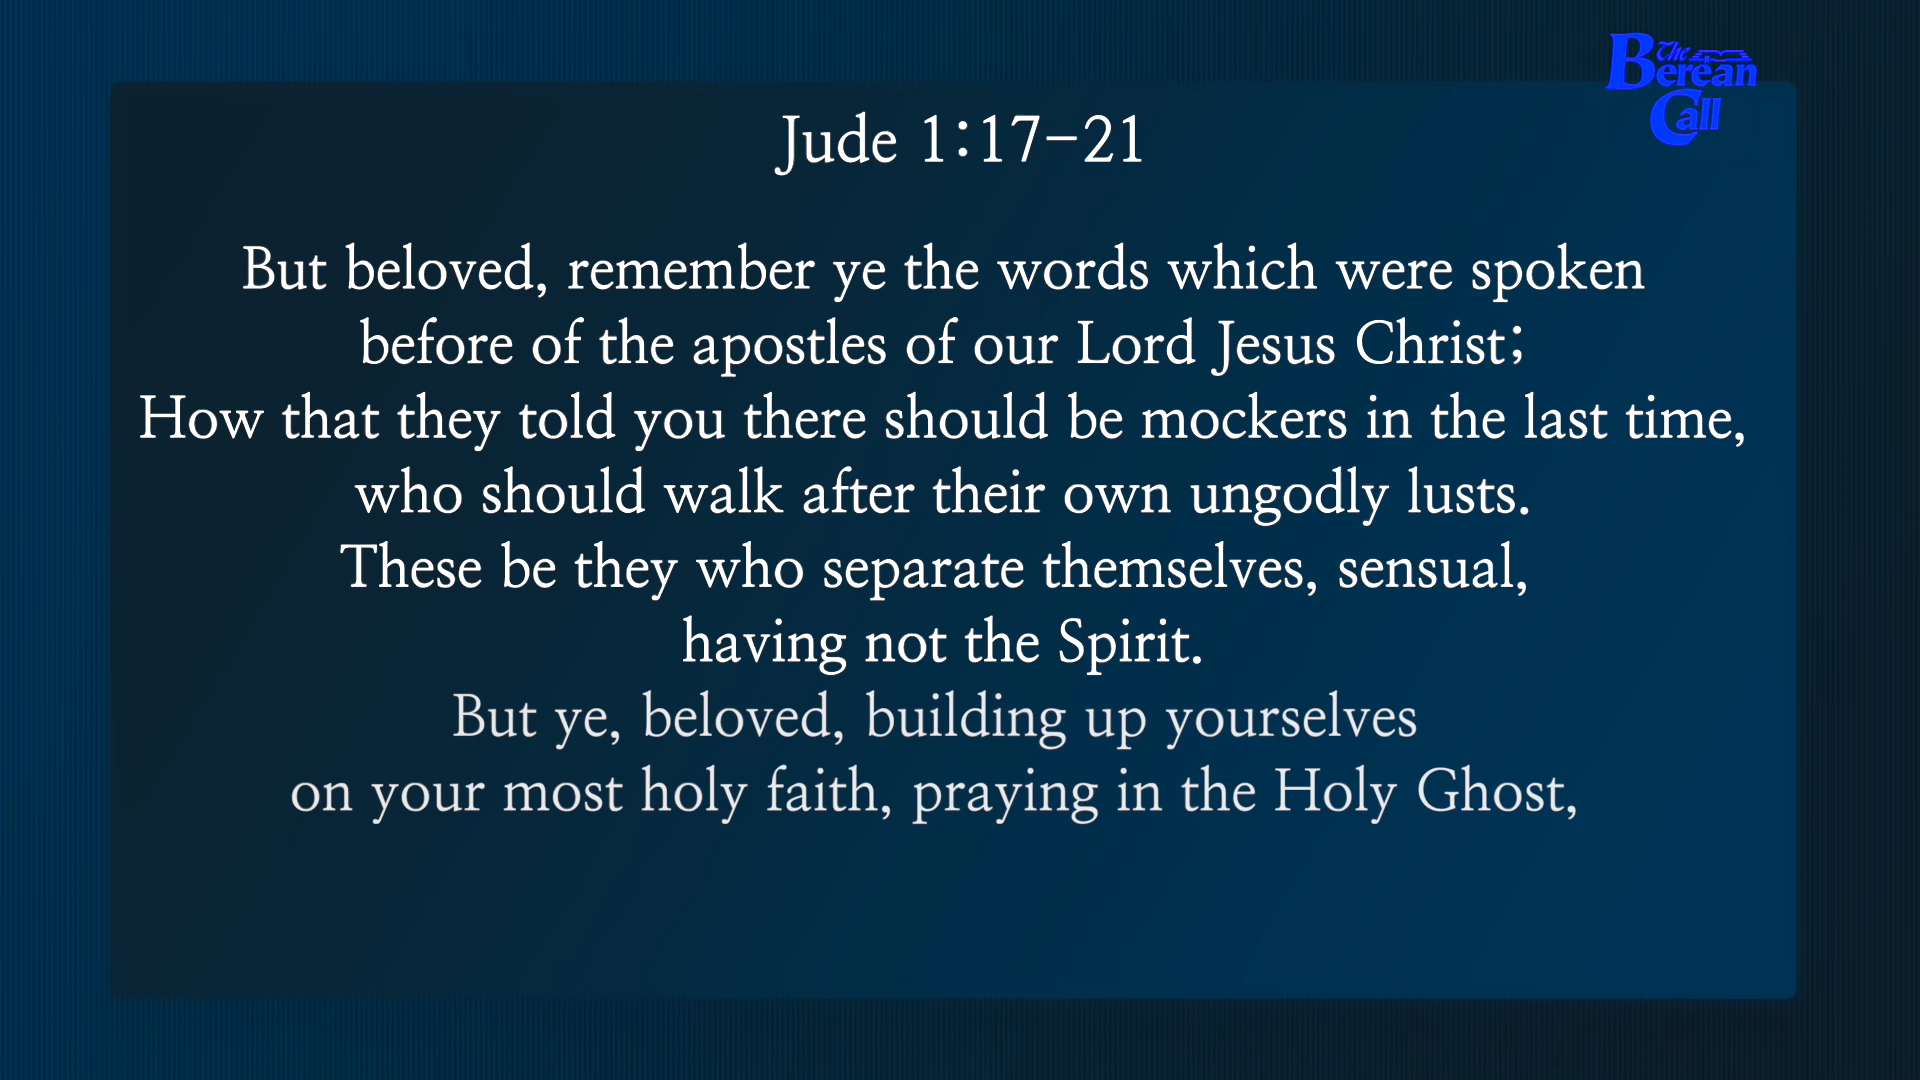 The
Berean
Call
Jude 1:17-21
But beloved, remember ye the words which were spoken
before of the apostles of our Lord Jesus Christ;
How that they told you there should be mockers in the last time,
who should walk after their own ungodly lusts.
These be they who separate themselves, sensual,
having not the Spirit.
But ye, beloved, building up yourselves
on your most holy faith, praying in the Holy Ghost,